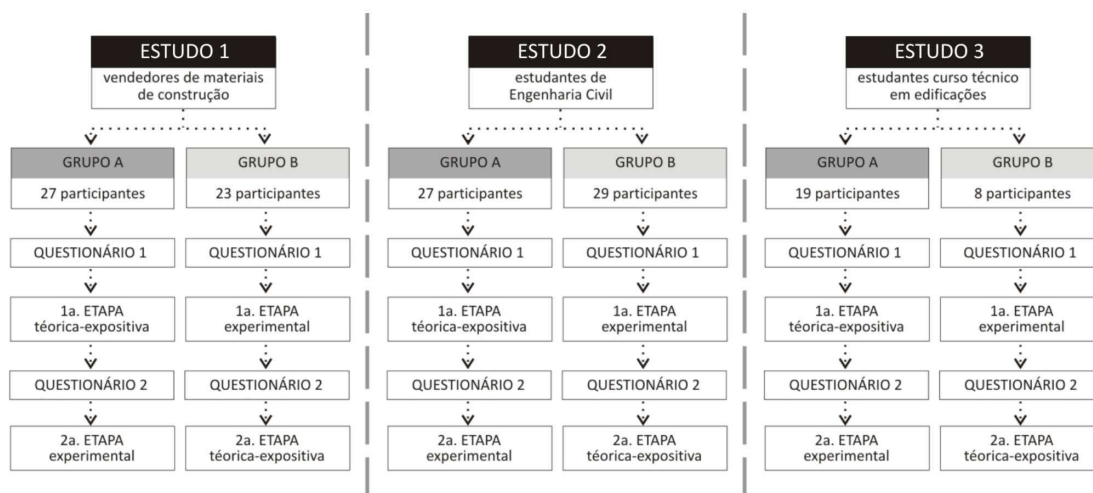 ESTUDO 1
vendedores de materiais
de construção
GRUPO A
27 participantes
QUESTIONÁRIO 1
1a. ETAPA
téorica-expositiva
QUESTIONÁRIO 2
2a. ETAPA
experimental
GRUPO B
23 participantes
QUESTIONÁRIO 1
1a. ETAPA
experimental
QUESTIONÁRIO 2
2a. ETAPA
téorica-expositiva
ESTUDO 2
estudantes de
Engenharia Civil
GRUPO A
27 participantes
QUESTIONÁRIO 1
1a. ETAPA
téorica-expositiva
QUESTIONÁRIO 2
2a. ETAPA
experimental
GRUPO B
29 participantes
QUESTIONÁRIO 1
1a. ETAPA
experimental
QUESTIONÁRIO 2
2a. ETAPA
téorica-expositiva
ESTUDO 3
estudantes curso técnico
em edificações
GRUPO A
19 participantes
QUESTIONÁRIO 1
1a. ETAPA
téorica-expositiva
QUESTIONÁRIO 2
2a. ETAPA
experimental
GRUPO B
8 participantes
QUESTIONÁRIO 1
1a. ETAPA
experimental
QUESTIONÁRIO 2
2a. ETAPA
téorica-expositiva